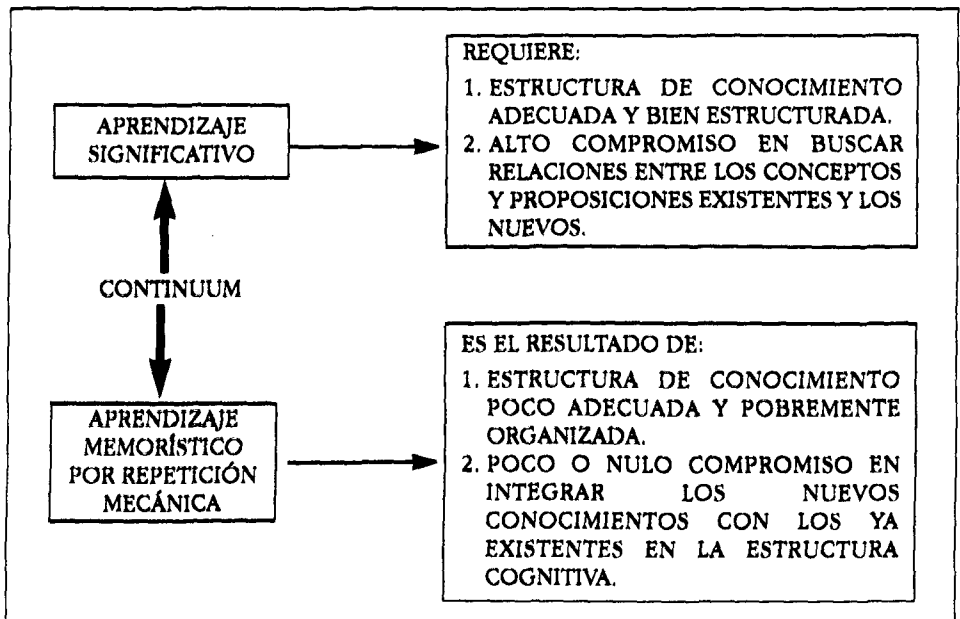 APRENDIZAJE
SIGNIFICATIVO
REQUIERE:
1. ESTRUCTURA DE CONOCIMIENTO
ADECUADA Y BIEN ESTRUCTURADA.
2. ALTO COMPROMISO EN BUSCAR
RELACIONES ENTRE LOS CONCEPTOS
Y PROPOSICIONES EXISTENTES Y LOS
NUEVOS.
CONTINUUM
APRENDIZAJE
MEMORÍSTICO
POR REPETICIÓN
MECÁNICA
ES EL RESULTADO DE:
1. ESTRUCTURA DE CONOCIMIENTO
POCO ADECUADA Y POBREMENTE
ORGANIZADA.
2. POCO O NULO COMPROMISO EN
INTEGRAR LOS NUEVOS
CONOCIMIENTOS CON LOS YA
EXISTENTES EN LA ESTRUCTURA
COGNITIVA.